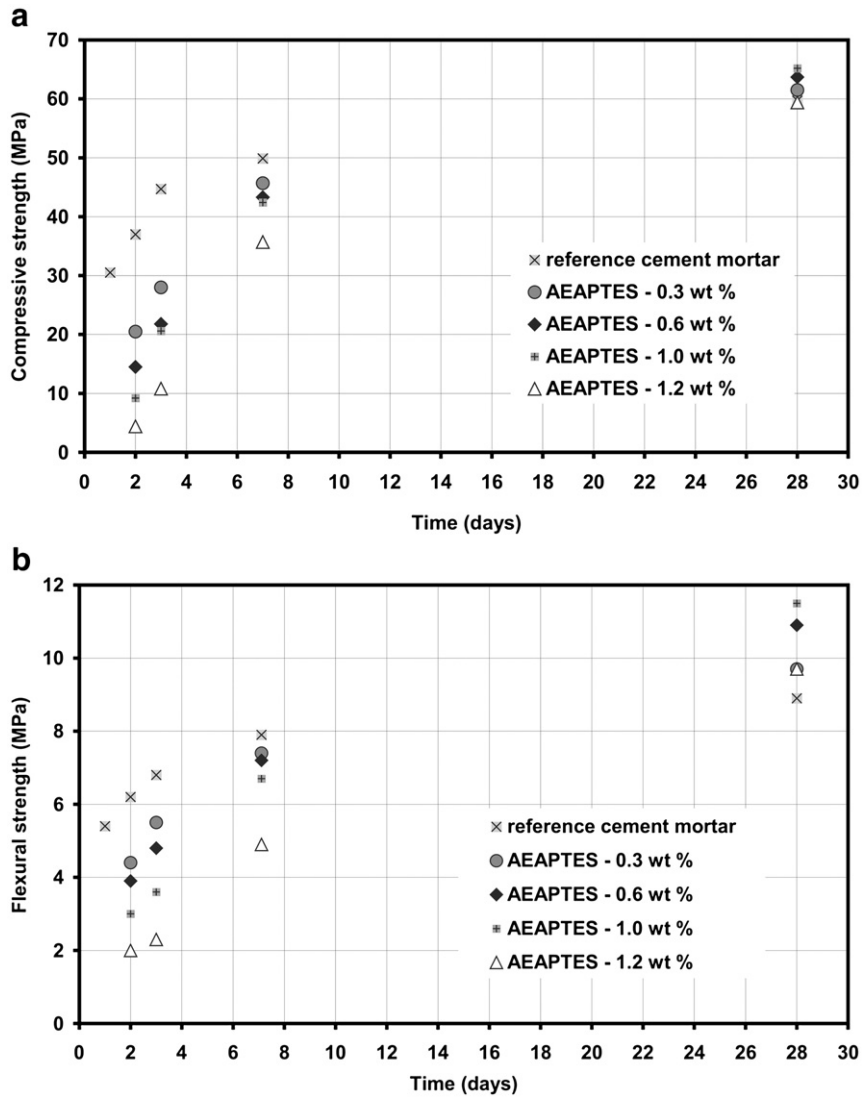 a
70
60
50
40
30
20
10
0
Compressive strength (MPa)
reference cement mortar
AEAPTES - 0.3 wt %
AEAPTES - 0.6 wt %
AEAPTES - 1.0 wt %
AEAPTES - 1.2 wt %
0 2 4 6 8 10 12 14 16 18 20 22 24 26 28 30
Time (days)
b
12
10
8
6
4
2
0
Flexural strength (MPa)
reference cement mortar
AEAPTES - 0.3 wt %
AEAPTES - 0.6 wt %
AEAPTES - 1.0 wt %
AEAPTES - 1.2 wt %
0 2 4 6 8 10 12 14 16 18 20 22 24 26 28 30
Time (days)